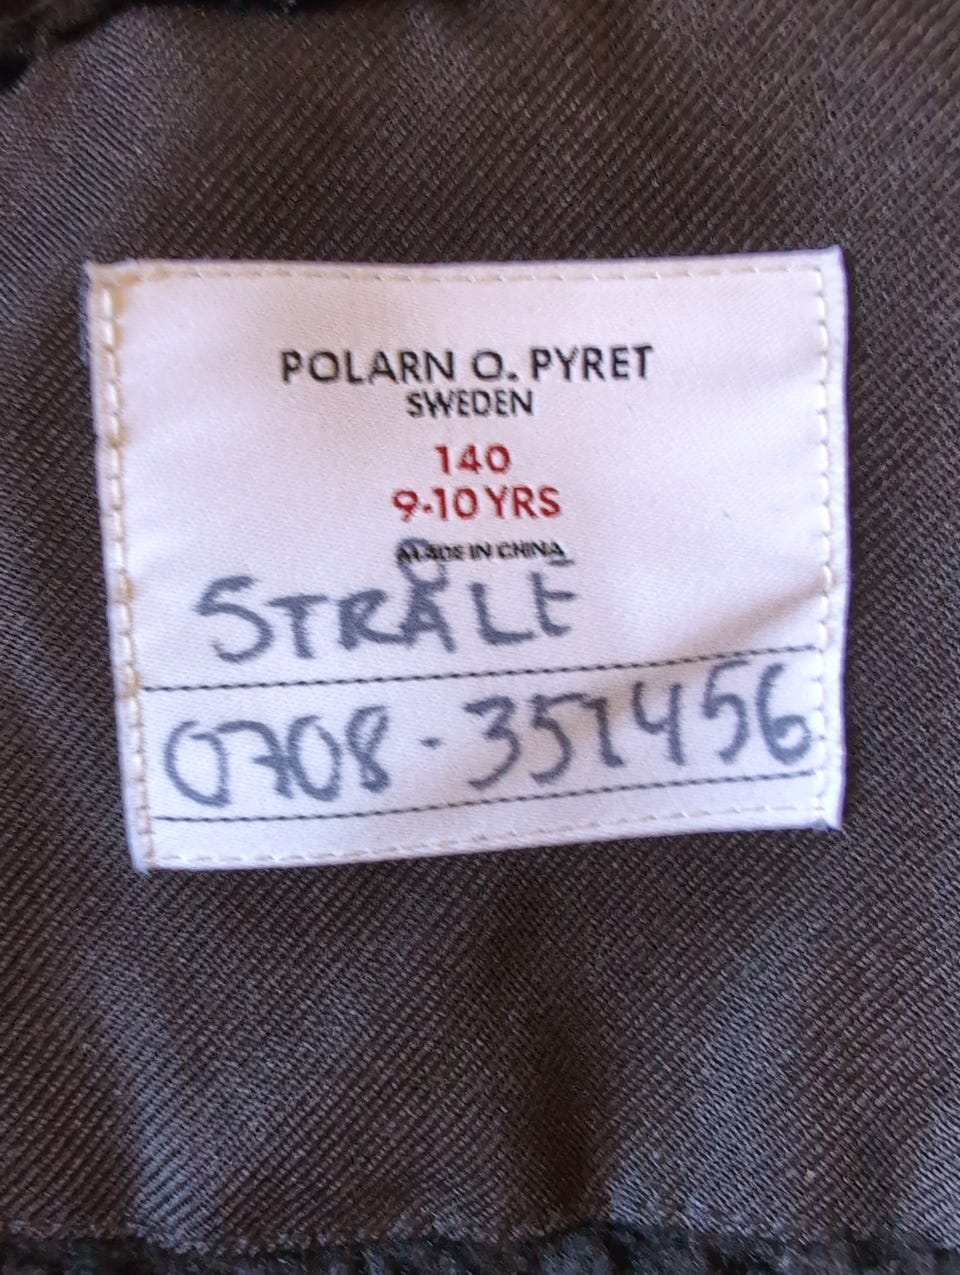 POLARN O. PYRET
SWEDEN
140
9-10 YRS
MADE IN CHINA
STRÅLE
0708-351456